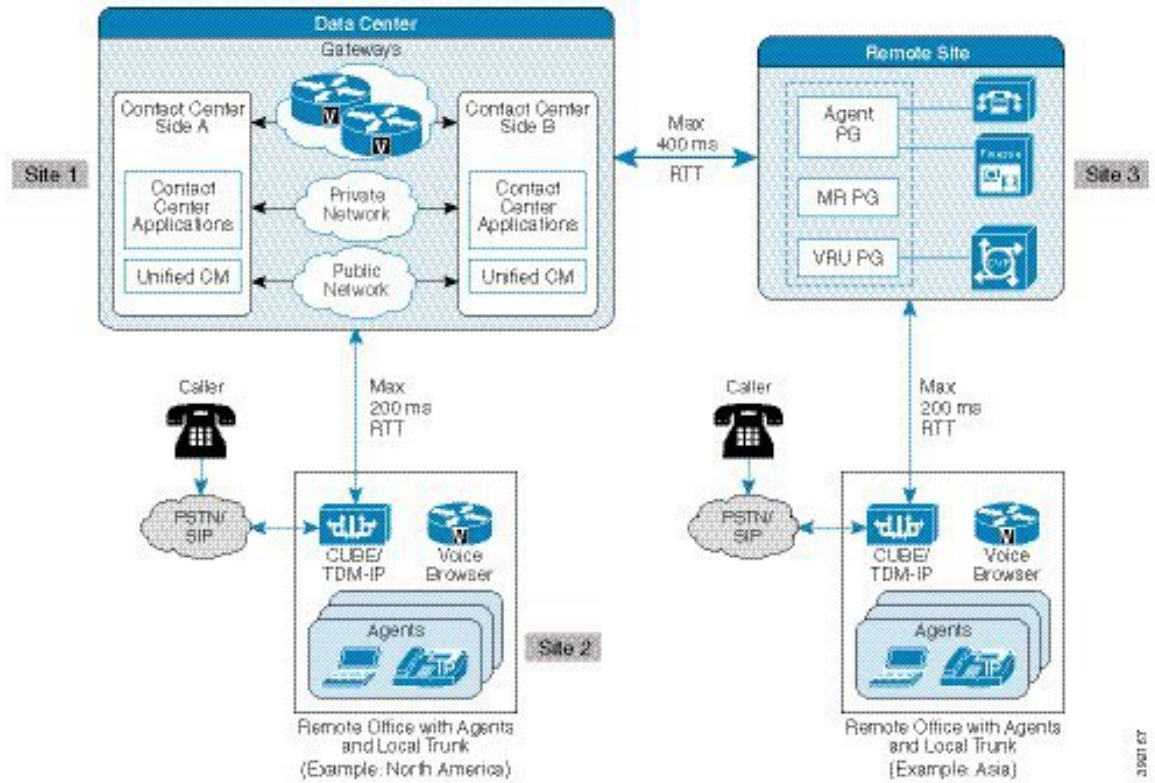 Data Center
Gateways
Contact Center
Side A
V
V
Contact Center
Side B
Contact
Center
Applications
Private
Network
Contact
Center
Applications
Unified CM
Public
Network
Unified CM
Site 1
Max
400 ms
RTT
Remote Site
Agent
PG
Finesse
MR PG
VRU PG
CVP
Site 3
Caller
Max
200 ms
RTT
PSTN/
SIP
CUBE/
TDM-IP
Voice
Browser
Agents
IP
Site 2
Remote Office with Agents
and Local Trunk
(Example: North America)
Caller
Max
200 ms
RTT
PSTN/
SIP
CUBE/
TDM-IP
Voice
Browser
Agents
IP
Remote Office with Agents
and Local Trunk
(Example: Asia)